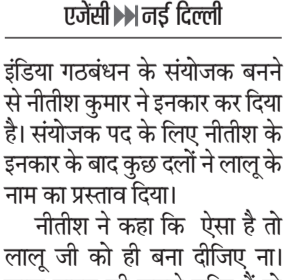 एजेंसी▶▶|नई दिल्ली
इंडिया गठबंधन के संयोजक बनने
से नीतीश कुमार ने इनकार कर दिया
है। संयोजक पद के लिए नीतीश के
इनकार के बाद कुछ दलों ने लालू के
नाम का प्रस्ताव दिया।
नीतीश ने कहा कि ऐसा है तो
लालू जी को ही बना दीजिए ना।